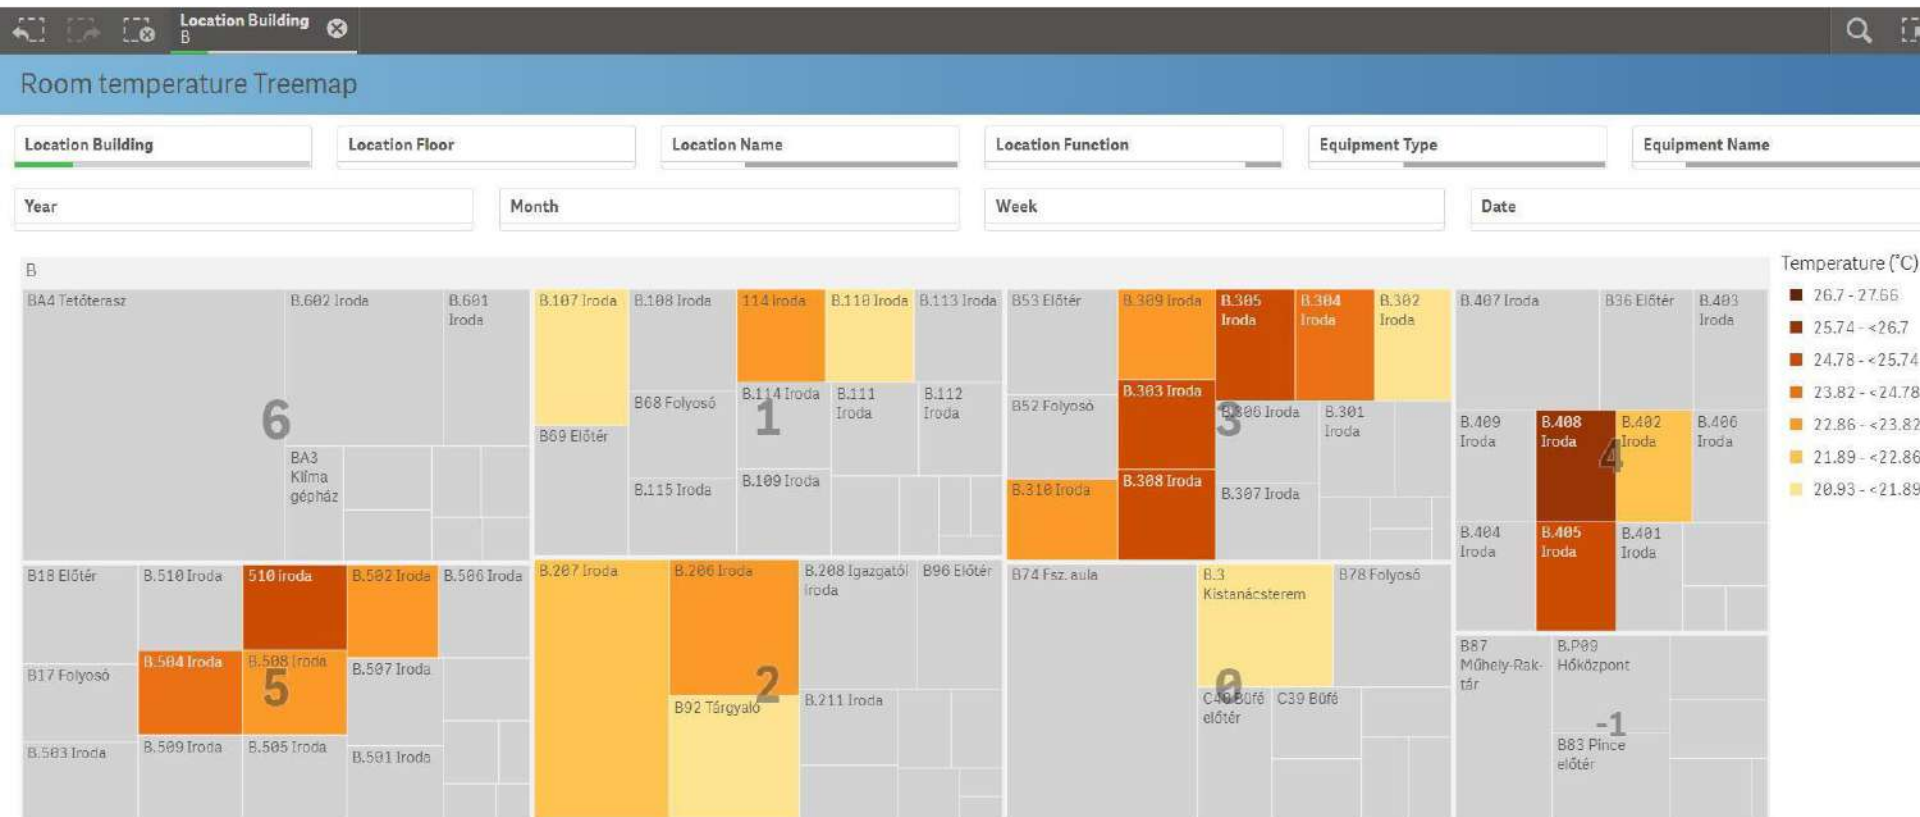 Location Building
B
Room temperature Treemap
Location Building
Location Floor
Location Name
Location Function
Equipment Type
Equipment Name
Year
Month
Week
Date
B
Temperature (°C)
26.7 - 27.66
25.74 - <26.7
24.78 - <25.74
23.82 - <24.78
22.86 - <23.82
21.89 - <22.86
20.93 - <21.89
BA4 Tetőterasz
B.602 Iroda
B.601
Iroda
6
BA3
Klíma
gépház
B.107 Iroda
B.108 Iroda
114 iroda
B.110 Iroda
B.113 Iroda
B68 Folyosó
B.114 Iroda
B.111
Iroda
B.112
Iroda
1
B69 Előtér
B.115 Iroda
B.109 Iroda
B53 Előtér
B.309 Iroda
B.305
Iroda
B.304
Iroda
B.302
Iroda
B52 Folyosó
B.303 Iroda
B.306 Iroda
B.301
Iroda
3
B.310 Iroda
B.308 Iroda
B.307 Iroda
B.407 Iroda
B36 Előtér
B.403
Iroda
B.409
Iroda
B.408
Iroda
B.402
Iroda
B.406
Iroda
4
B.404
Iroda
B.405
Iroda
B.401
Iroda
B18 Előtér
B.510 Iroda
510 iroda
B.502 Iroda
B.506 Iroda
B17 Folyosó
B.504 Iroda
B.508 Iroda
B.507 Iroda
5
B.503 Iroda
B.509 Iroda
B.505 Iroda
B.501 Iroda
B.207 Iroda
B.206 Iroda
B.208 Igazgatói
iroda
B96 Előtér
2
B92 Tárgyaló
B.211 Iroda
B74 Fsz. aula
B.3
Kistanácsterem
B78 Folyosó
0
C40 Büfé
előtér
C39 Büfé
B87
Műhely-Rak-
tár
B.P09
Hőközpont
-1
B83 Pince
előtér